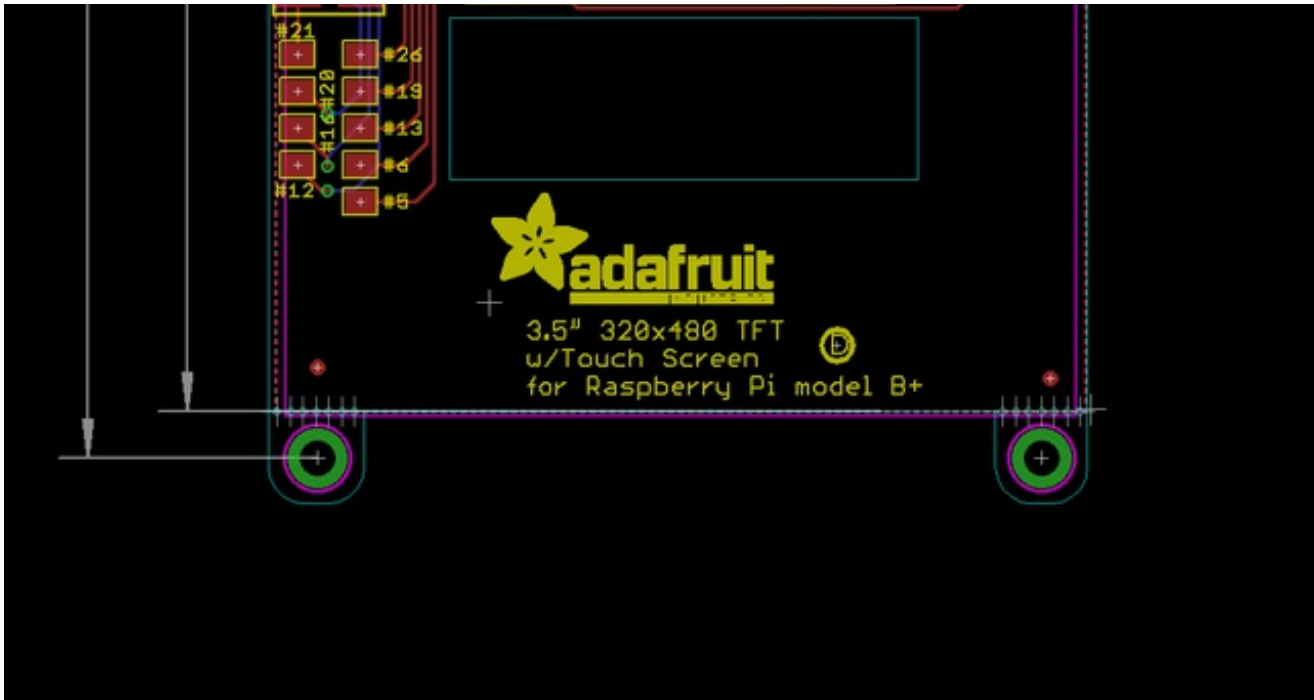 #21
#26
#20
#19
#16
#13
#6
#12
#5
adafruit
3.5" 320x480 TFT
w/Touch Screen
for Raspberry Pi model B+
D